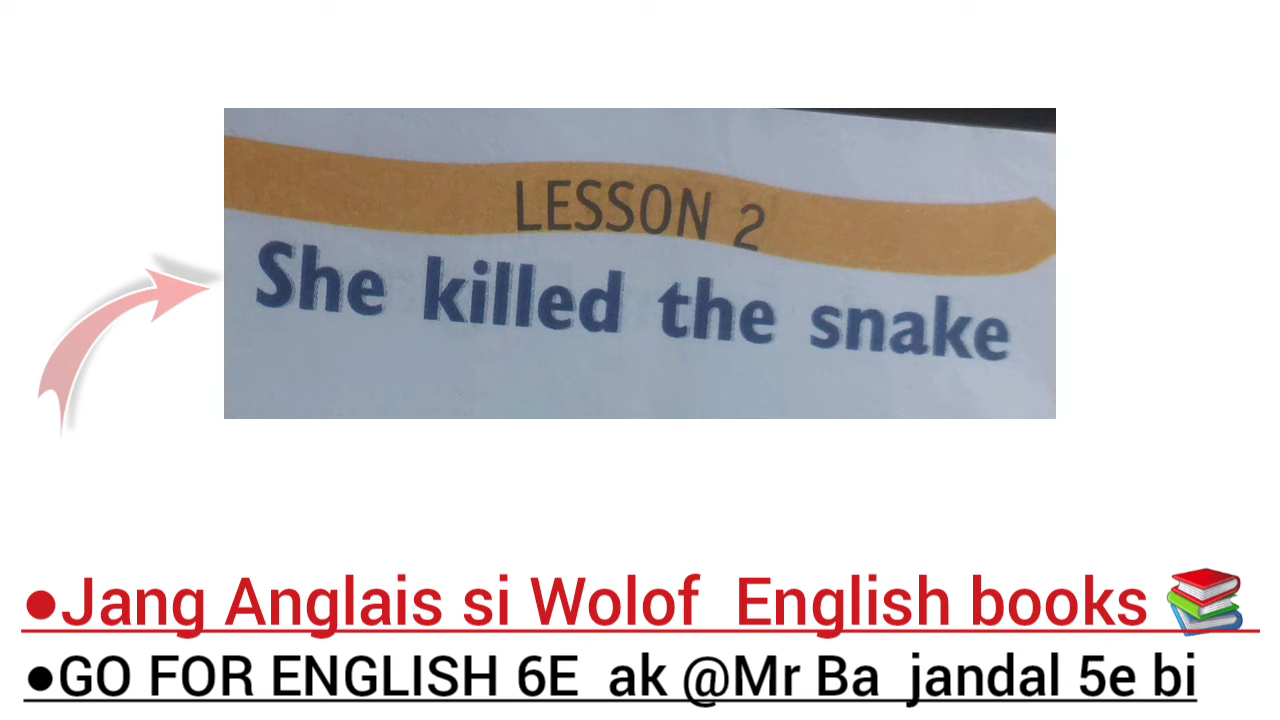 LESSON 2
She killed the snake
●Jang Anglais si Wolof English books 📚
●GO FOR ENGLISH 6E ak @Mr Ba jandal 5e bi